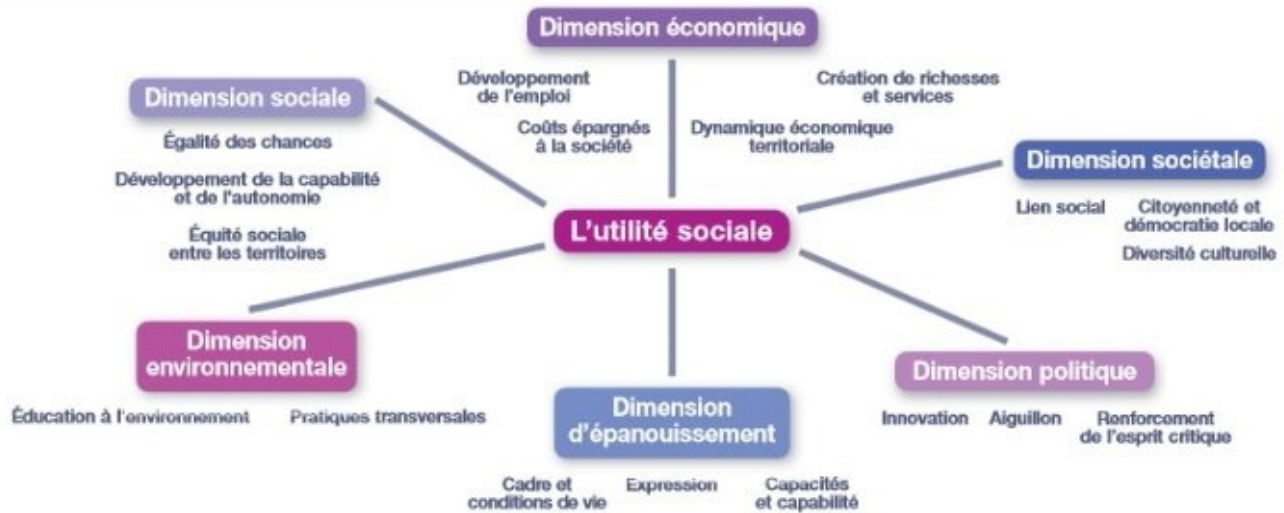 Dimension économique
Développement
de l'emploi
Création de richesses
et services
Coûts épargnés
à la société
Dynamique économique
territoriale
Dimension sociale
Égalité des chances
Développement de la capabilité
et de l'autonomie
Équité sociale
entre les territoires
Dimension sociétale
Lien social
Citoyenneté et
démocratie locale
Diversité culturelle
L'utilité sociale
Dimension
environnementale
Éducation à l'environnement
Pratiques transversales
Dimension
d'épanouissement
Cadre et
conditions de vie
Expression
Capacités
et capabilité
Dimension politique
Innovation
Aiguillon
Renforcement
de l'esprit critique